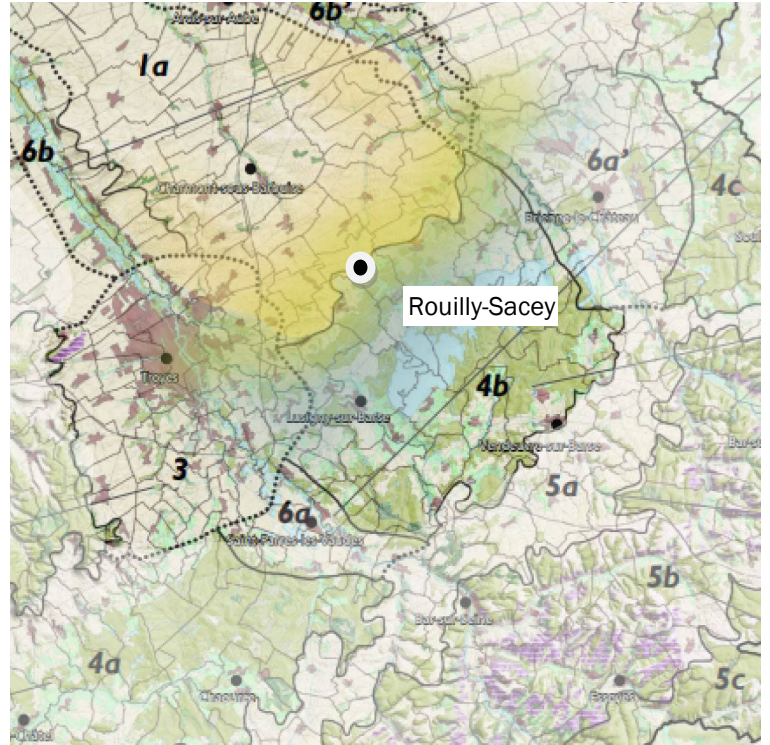 Arcis-sur-Aube
6b'
1a
6b
6a'
4c
Charmont-sous-Barbuise
Brienne-le-Château
Rouilly-Sacey
Troyes
4b
Lusigny-sur-Barse
Vendeuvre-sur-Barse
3
5a
6a
Saint-Parres-lès-Vaudes
5b
Bar-sur-Seine
4a
Chaource
Essoyes
5c